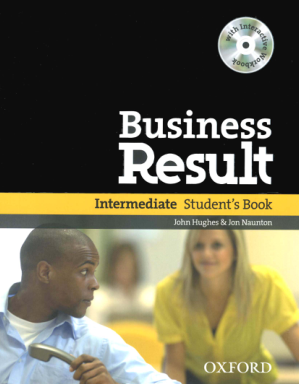 with Interactive Workbook
Business
Result
Intermediate Student's Book
John Hughes & Jon Naunton
OXFORD